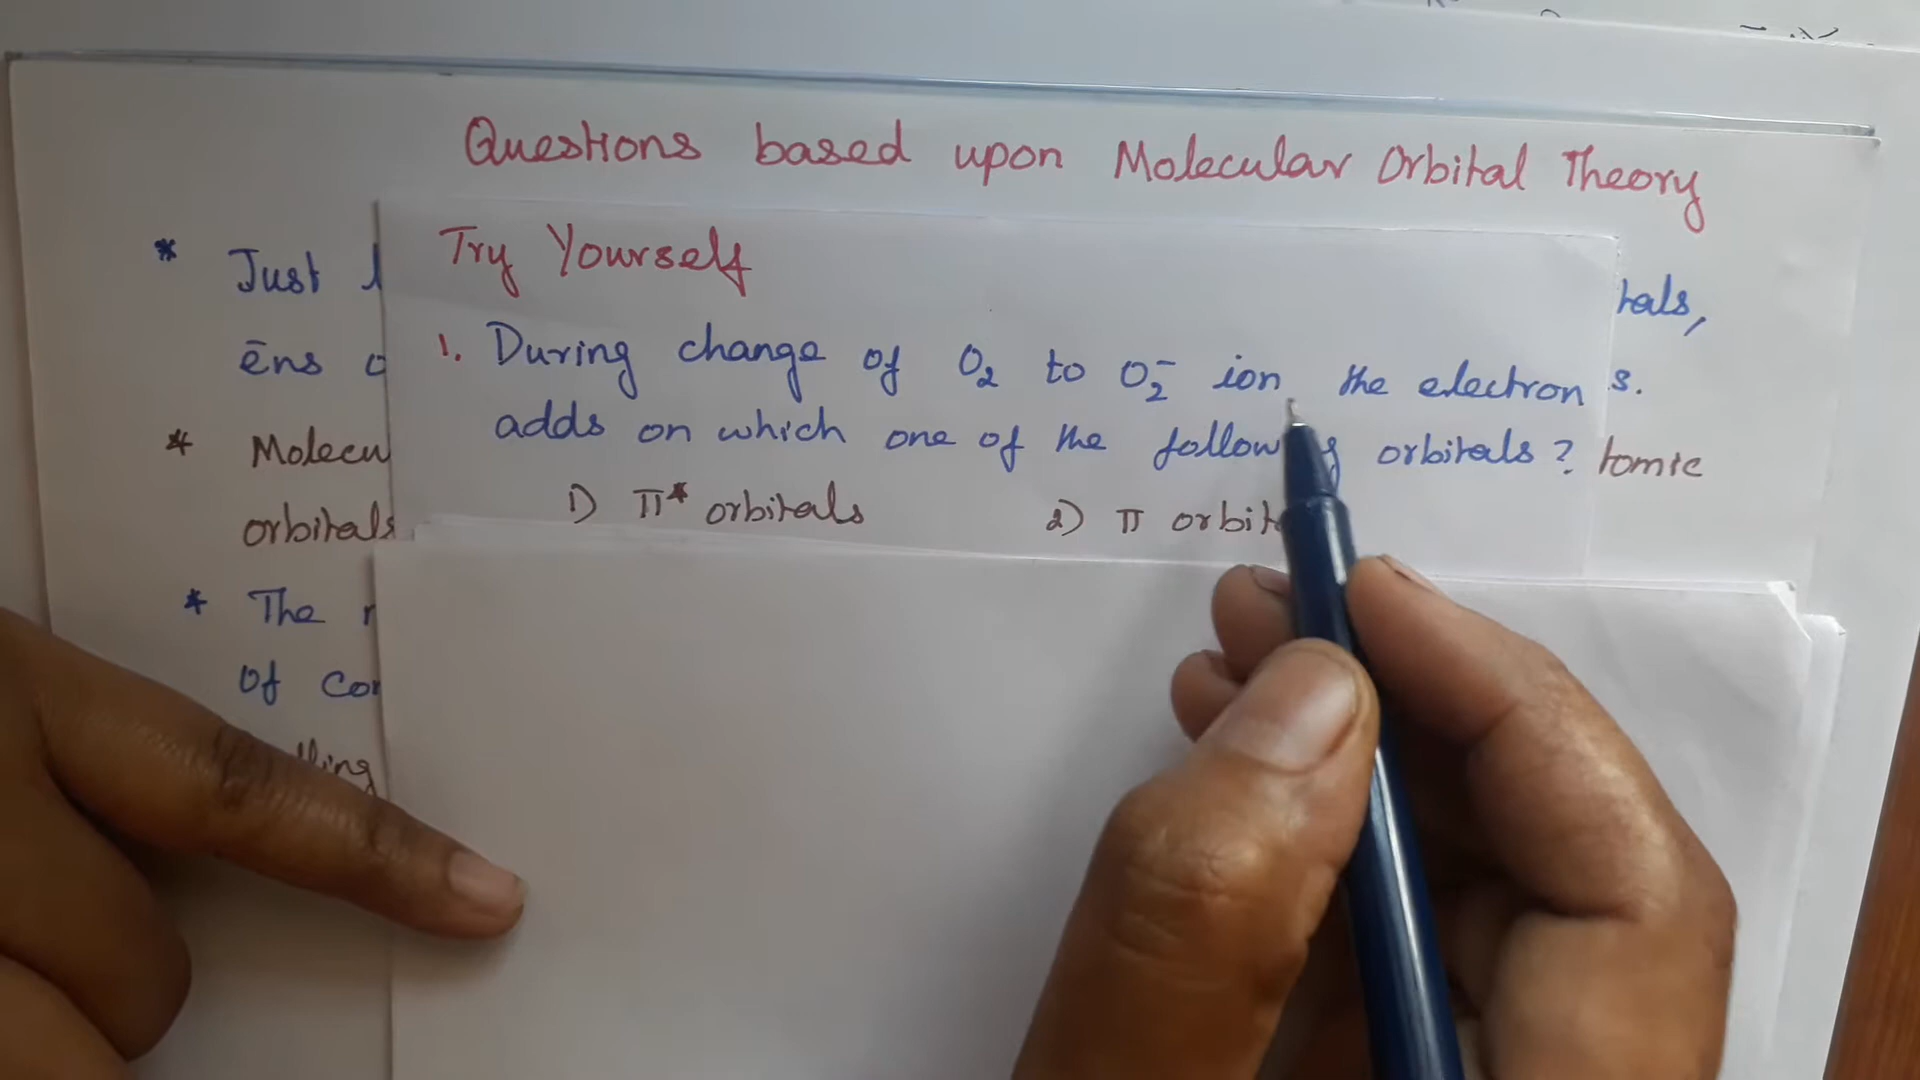 Questions based upon Molecular Orbital Theory
Try Yourself
* Just
tals,
ēns
1. During change of O₂ to O₂⁻ ion the electron
s.
adds on which one of the following orbitals?
* Molecu
tomic
1) π* orbitals 2) π orbit
orbitals
* The
of cor
lling